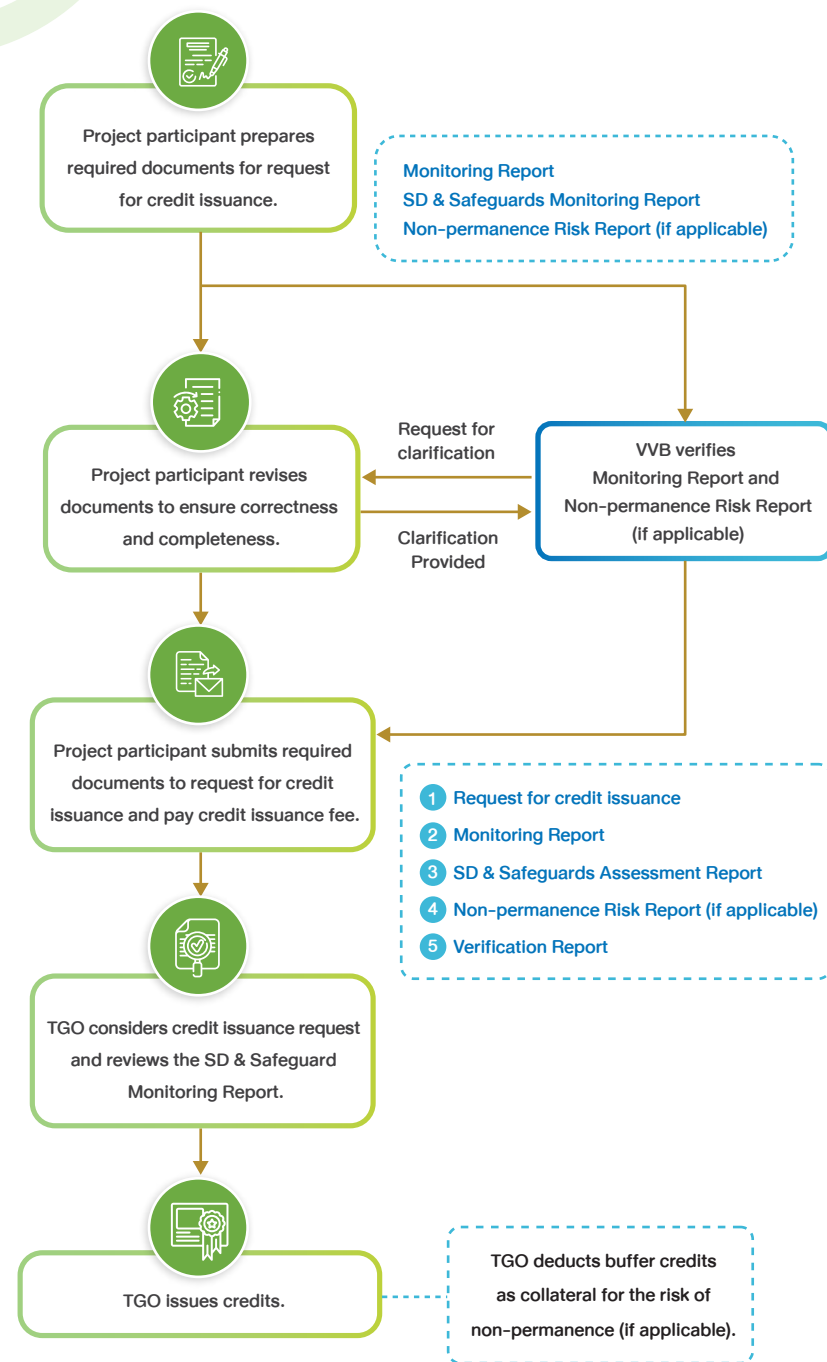 Project participant prepares
required documents for request
for credit issuance.
Monitoring Report
SD & Safeguards Monitoring Report
Non-permanence Risk Report (if applicable)
Project participant revises
documents to ensure correctness
and completeness.
Request for
clarification
Clarification
Provided
VVB verifies
Monitoring Report and
Non-permanence Risk Report
(if applicable)
Project participant submits required
documents to request for credit
issuance and pay credit issuance fee.
1 Request for credit issuance
2 Monitoring Report
3 SD & Safeguards Assessment Report
4 Non-permanence Risk Report (if applicable)
5 Verification Report
TGO considers credit issuance request
and reviews the SD & Safeguard
Monitoring Report.
TGO issues credits.
TGO deducts buffer credits
as collateral for the risk of
non-permanence (if applicable).